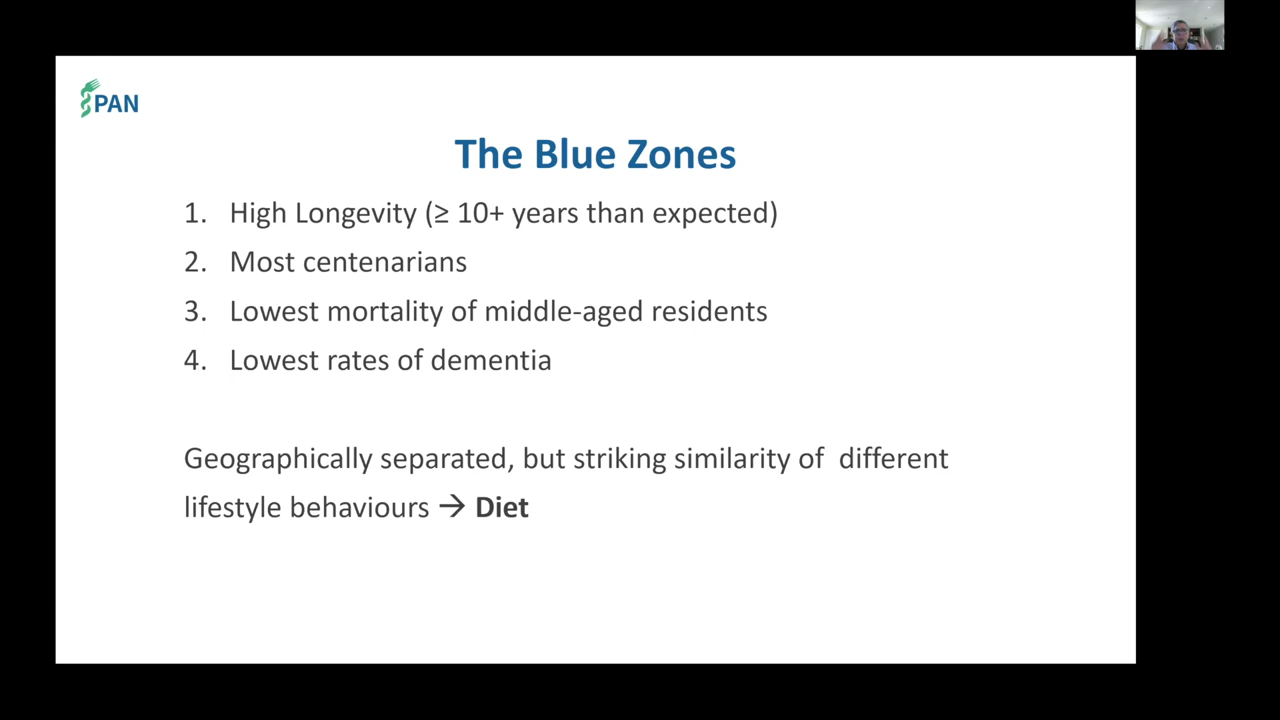 PAN
The Blue Zones
1. High Longevity (≥ 10+ years than expected)
2. Most centenarians
3. Lowest mortality of middle-aged residents
4. Lowest rates of dementia
Geographically separated, but striking similarity of different
lifestyle behaviours → Diet